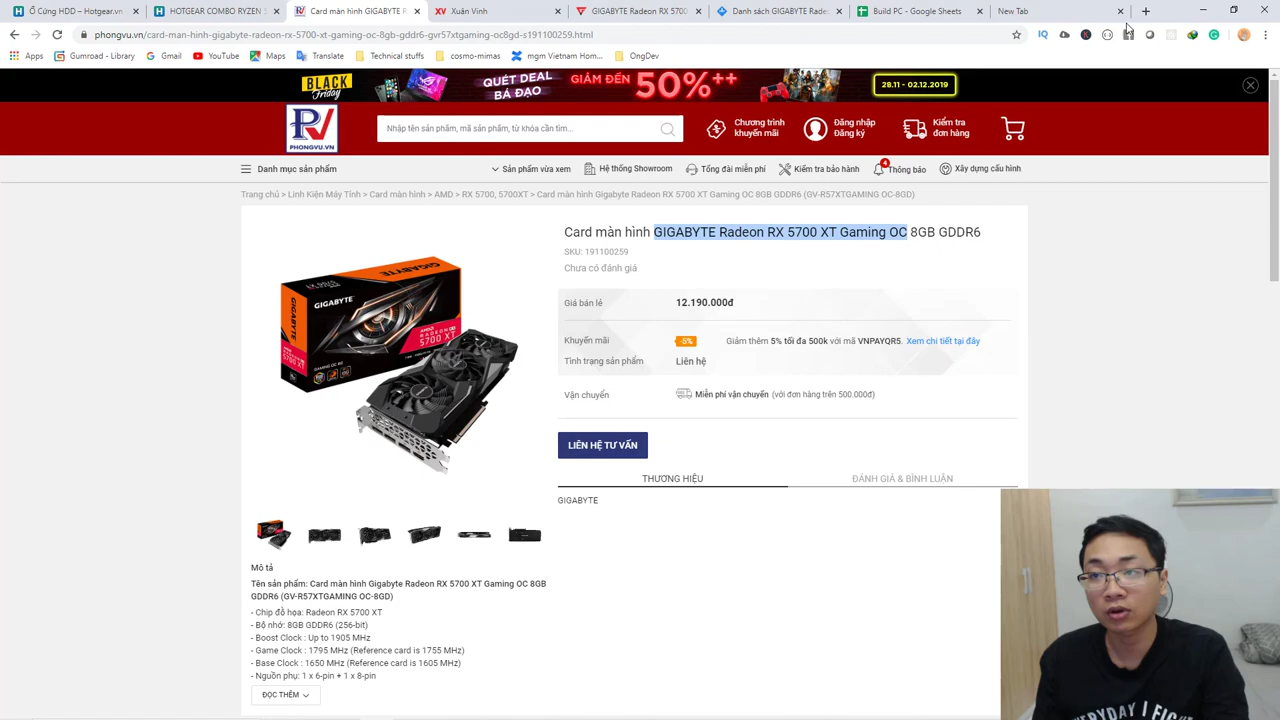 Ổ Cứng HDD – Hotgear.vn
HOTGEAR COMBO RYZEN 5
Card màn hình GIGABYTE R
Xuân Vinh
GIGABYTE Radeon RX 5700
Danh sách GIGABYTE Rade
Build PC - Google Sheets
New Tab
phongvu.vn/card-man-hinh-gigabyte-radeon-rx-5700-xt-gaming-oc-8gb-gddr6-gvr57xtgaming-oc8gd-s191100259.html
Apps
Gumroad - Library
Gmail
YouTube
Maps
Translate
Technical stuffs
cosmo-mimas
mgm Vietnam Hom...
OngDev
BLACK
Friday
QUÉT DEAL
BÁ ĐẠO
GIẢM ĐẾN
50%++
28.11 - 02.12.2019
PV
PHONGVU.VN
Nhập tên sản phẩm, mã sản phẩm, từ khóa cần tìm...
Chương trình
khuyến mãi
Đăng nhập
Đăng ký
Kiểm tra
đơn hàng
Danh mục sản phẩm
Sản phẩm vừa xem
Hệ thống Showroom
Tổng đài miễn phí
Kiểm tra bảo hành
4
Thông báo
Xây dựng cấu hình
Trang chủ > Linh Kiện Máy Tính > Card màn hình > AMD > RX 5700, 5700XT > Card màn hình Gigabyte Radeon RX 5700 XT Gaming OC 8GB GDDR6 (GV-R57XTGAMING OC-8GD)
Card màn hình GIGABYTE Radeon RX 5700 XT Gaming OC 8GB GDDR6
SKU: 191100259
Chưa có đánh giá
Giá bán lẻ
12.190.000đ
Khuyến mãi
-5%
Giảm thêm 5% tối đa 500k với mã VNPAYQR5. Xem chi tiết tại đây
Tình trạng sản phẩm
Liên hệ
Vận chuyển
Miễn phí vận chuyển (với đơn hàng trên 500.000đ)
LIÊN HỆ TƯ VẤN
THƯƠNG HIỆU
ĐÁNH GIÁ & BÌNH LUẬN
GIGABYTE
GIGABYTE
GIGABYTE
AMD
RADEON
RX
5700 XT
Mô tả
Tên sản phẩm: Card màn hình Gigabyte Radeon RX 5700 XT Gaming OC 8GB
GDDR6 (GV-R57XTGAMING OC-8GD)
- Chip đồ họa: Radeon RX 5700 XT
- Bộ nhớ: 8GB GDDR6 (256-bit)
- Boost Clock : Up to 1905 MHz
- Game Clock : 1795 MHz (Reference card is 1755 MHz)
- Base Clock : 1650 MHz (Reference card is 1605 MHz)
- Nguồn phụ: 1 x 6-pin + 1 x 8-pin
ĐỌC THÊM
EVERYDAY I FIGHT